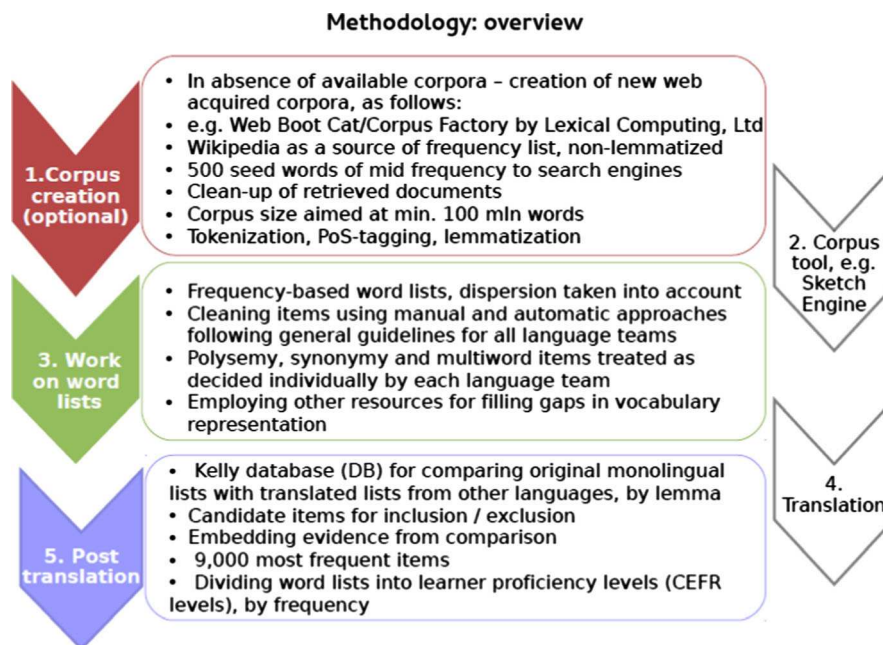 Methodology: overview
1.Corpus
creation
(optional)
• In absence of available corpora – creation of new web
acquired corpora, as follows:
• e.g. Web Boot Cat/Corpus Factory by Lexical Computing, Ltd
• Wikipedia as a source of frequency list, non-lemmatized
• 500 seed words of mid frequency to search engines
• Clean-up of retrieved documents
• Corpus size aimed at min. 100 mln words
• Tokenization, PoS-tagging, lemmatization
2. Corpus
tool, e.g.
Sketch
Engine
3. Work
on word
lists
• Frequency-based word lists, dispersion taken into account
• Cleaning items using manual and automatic approaches
following general guidelines for all language teams
• Polysemy, synonymy and multiword items treated as
decided individually by each language team
• Employing other resources for filling gaps in vocabulary
representation
4.
Translation
5. Post
translation
• Kelly database (DB) for comparing original monolingual
lists with translated lists from other languages, by lemma
• Candidate items for inclusion / exclusion
• Embedding evidence from comparison
• 9,000 most frequent items
• Dividing word lists into learner proficiency levels (CEFR
levels), by frequency